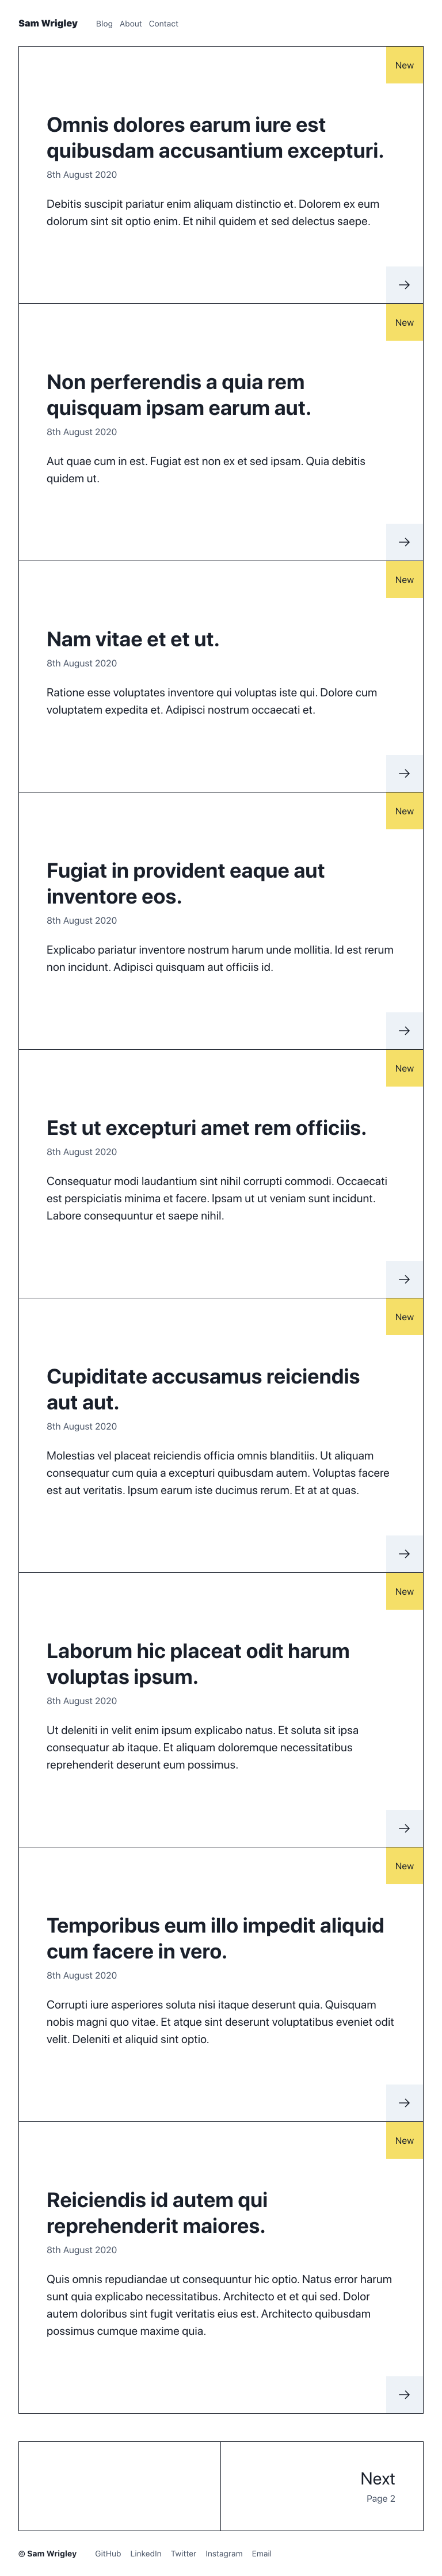 Sam Wrigley Blog About Contact
New
Omnis dolores earum iure est
quibusdam accusantium excepturi.
8th August 2020
Debitis suscipit pariatur enim aliquam distinctio et. Dolorem ex eum
dolorum sint sit optio enim. Et nihil quidem et sed delectus saepe.
New
Non perferendis a quia rem
quisquam ipsam earum aut.
8th August 2020
Aut quae cum in est. Fugiat est non ex et sed ipsam. Quia debitis
quidem ut.
New
Nam vitae et et ut.
8th August 2020
Ratione esse voluptates inventore qui voluptas iste qui. Dolore cum
voluptatem expedita et. Adipisci nostrum occaecati et.
New
Fugiat in provident eaque aut
inventore eos.
8th August 2020
Explicabo pariatur inventore nostrum harum unde mollitia. Id est rerum
non incidunt. Adipisci quisquam aut officiis id.
New
Est ut excepturi amet rem officiis.
8th August 2020
Consequatur modi laudantium sint nihil corrupti commodi. Occaecati
est perspiciatis minima et facere. Ipsam ut ut veniam sunt incidunt.
Labore consequuntur et saepe nihil.
New
Cupiditate accusamus reiciendis
aut aut.
8th August 2020
Molestias vel placeat reiciendis officia omnis blanditiis. Ut aliquam
consequatur cum quia a excepturi quibusdam autem. Voluptas facere
est aut veritatis. Ipsum earum iste ducimus rerum. Et at at quas.
New
Laborum hic placeat odit harum
voluptas ipsum.
8th August 2020
Ut deleniti in velit enim ipsum explicabo natus. Et soluta sit ipsa
consequatur ab itaque. Et aliquam doloremque necessitatibus
reprehenderit deserunt eum possimus.
New
Temporibus eum illo impedit aliquid
cum facere in vero.
8th August 2020
Corrupti iure asperiores soluta nisi itaque deserunt quia. Quisquam
nobis magni quo vitae. Et atque sint deserunt voluptatibus eveniet odit
velit. Deleniti et aliquid sint optio.
New
Reiciendis id autem qui
reprehenderit maiores.
8th August 2020
Quis omnis repudiandae ut consequuntur hic optio. Natus error harum
sunt quia explicabo necessitatibus. Architecto et et qui sed. Dolor
autem doloribus sint fugit veritatis eius est. Architecto quibusdam
possimus cumque maxime quia.
Next
Page 2
© Sam Wrigley GitHub LinkedIn Twitter Instagram Email